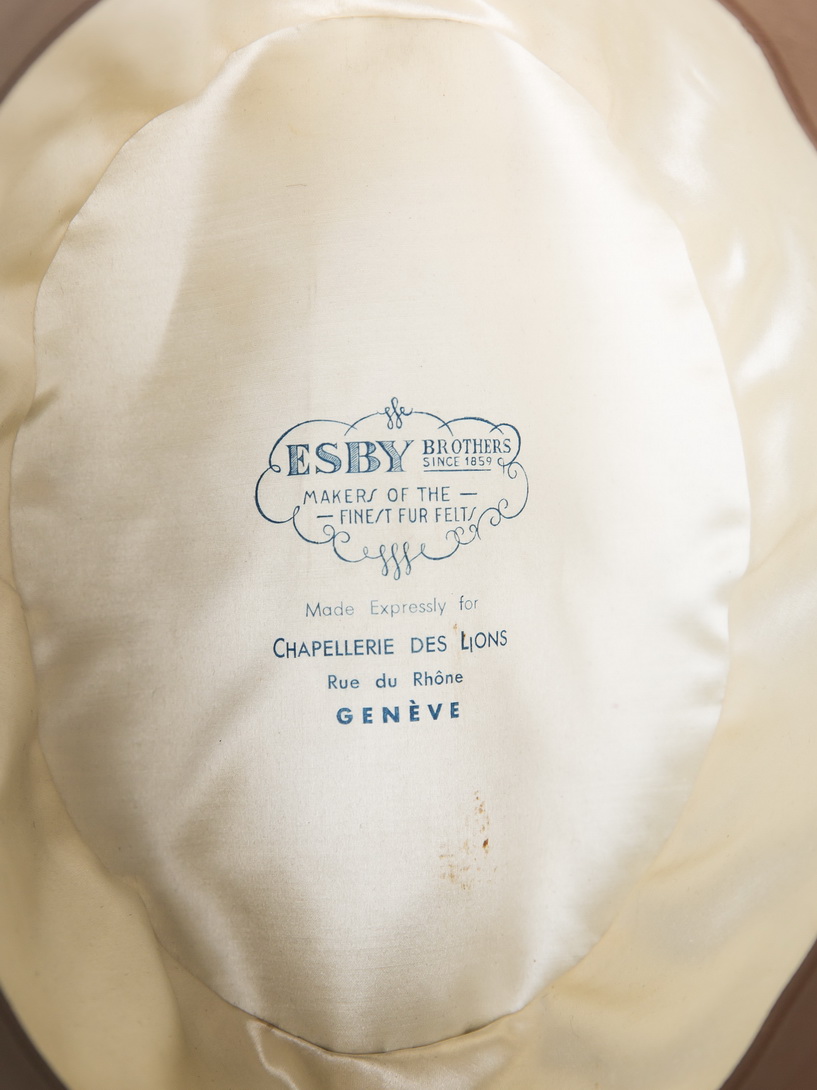 ESBY BROTHERS
SINCE 1859
MAKERS OF THE —
— FINEST FUR FELTS
Made Expressly for
CHAPELLERIE DES LIONS
Rue du Rhône
GENÈVE